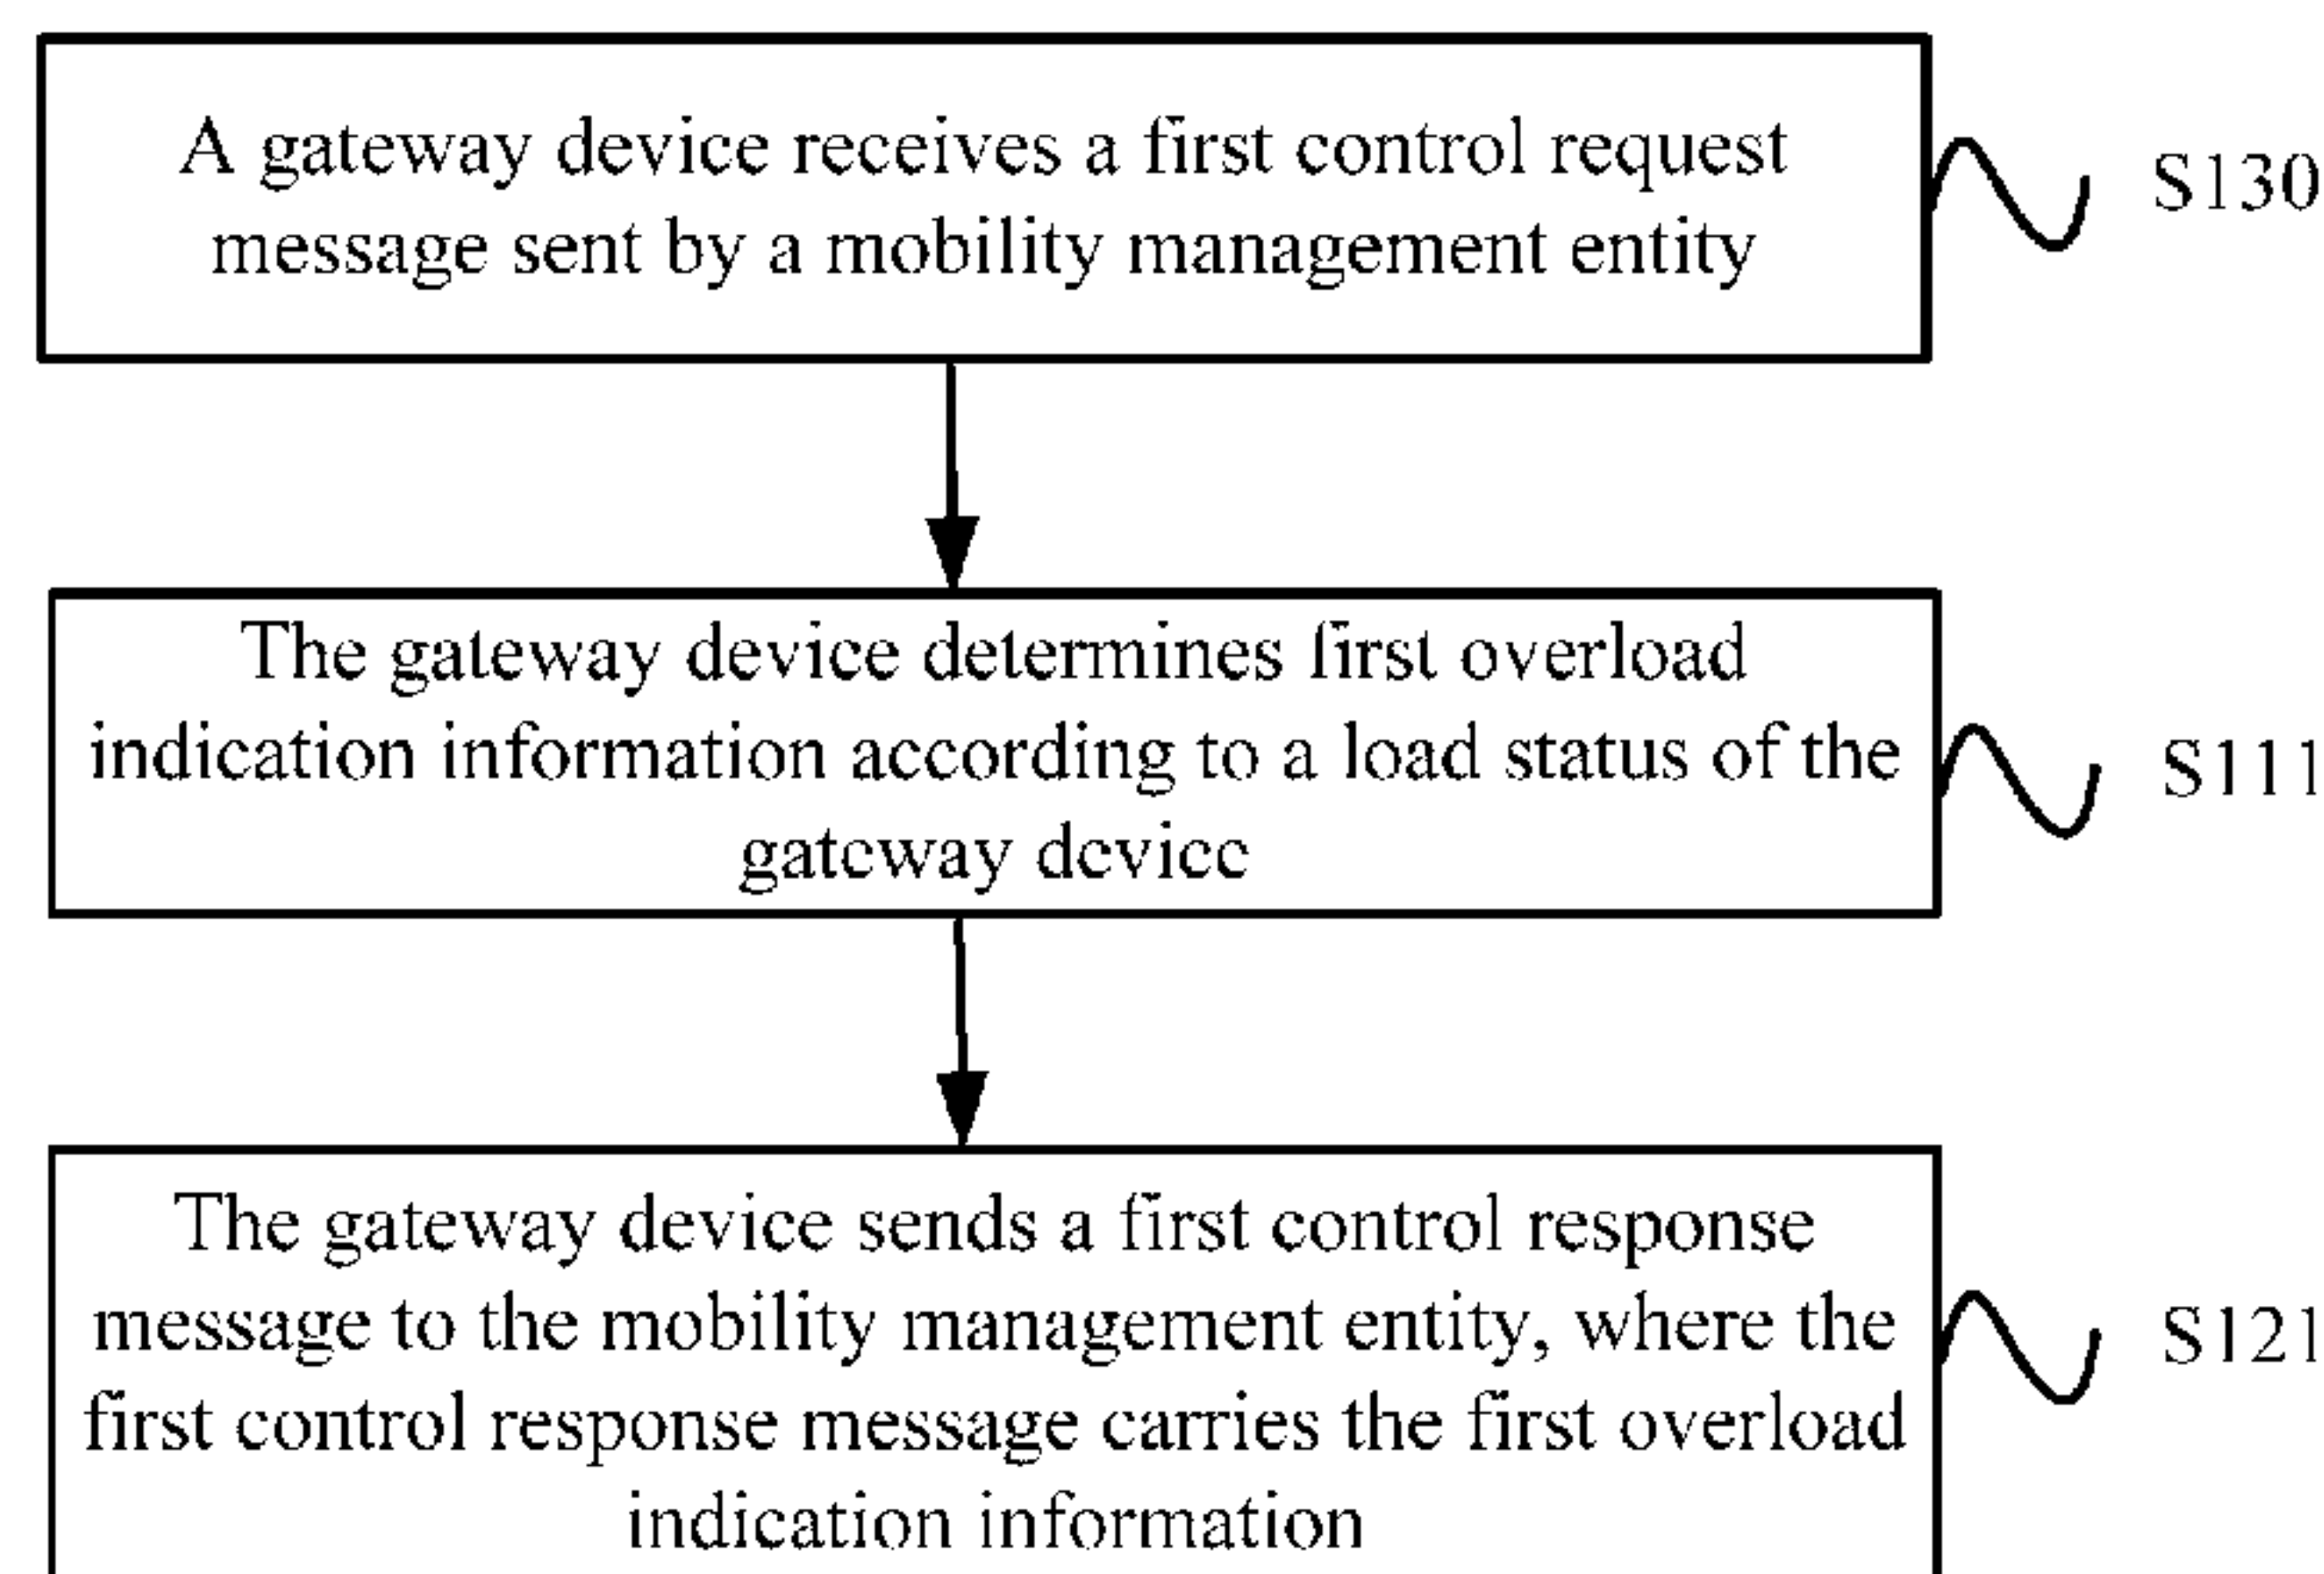 A gateway device receives a first control request
message sent by a mobility management entity
S130
The gateway device determines first overload
indication information according to a load status of the
gateway device
S111
The gateway device sends a first control response
message to the mobility management entity, where the
first control response message carries the first overload
indication information
S121